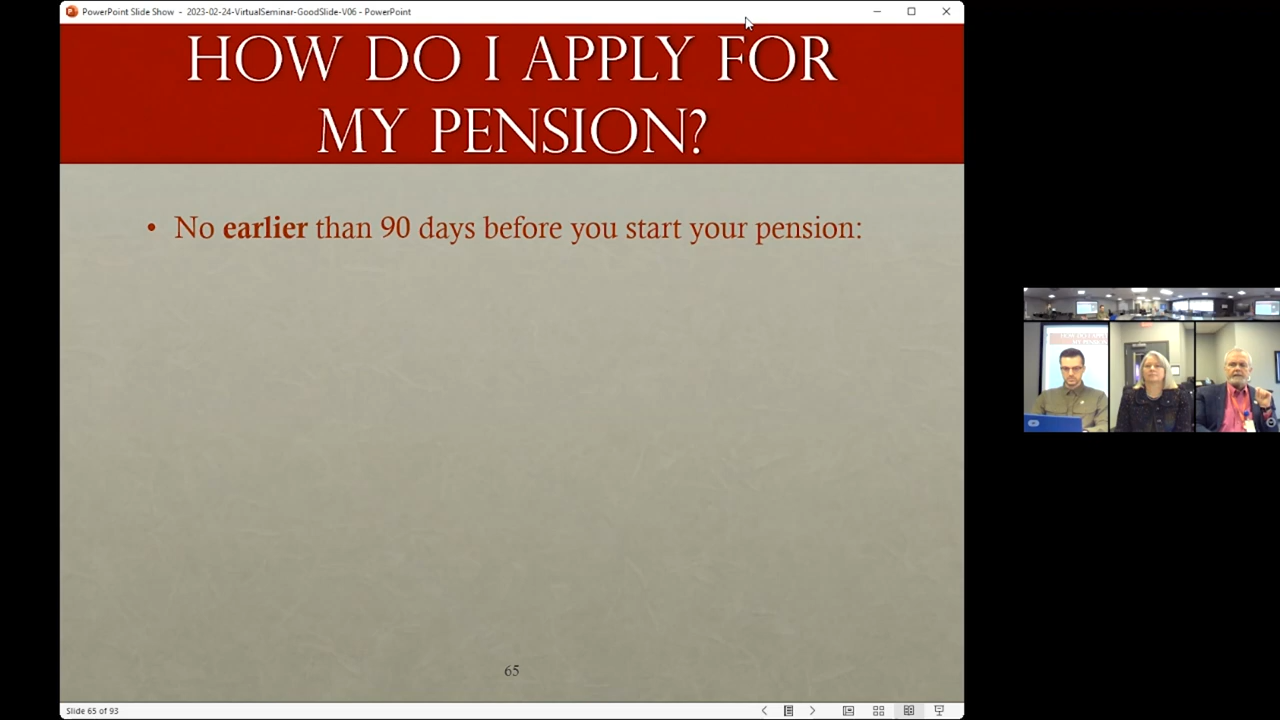 PowerPoint Slide Show - 2023-02-24-VirtualSeminar-GoodSlide-V06 - PowerPoint
HOW DO I APPLY FOR
MY PENSION?
• No earlier than 90 days before you start your pension:
65
Slide 65 of 93